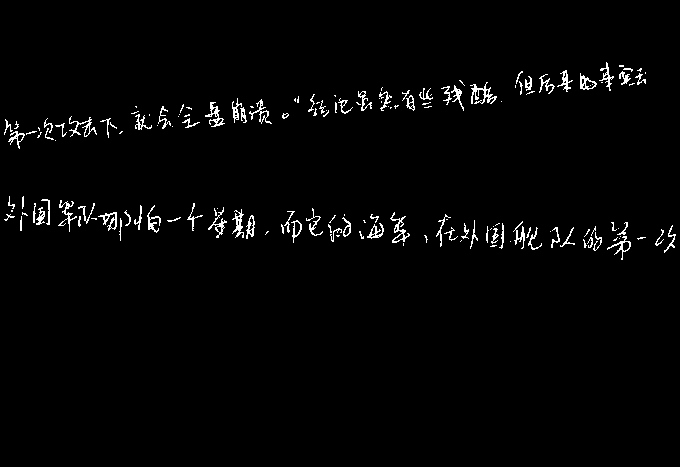 第一次攻击下，就会全盘崩溃。"结论虽然有些残酷，但后来的事实却
外国军队哪怕一个星期，而它的海军，在外国舰队的第一次